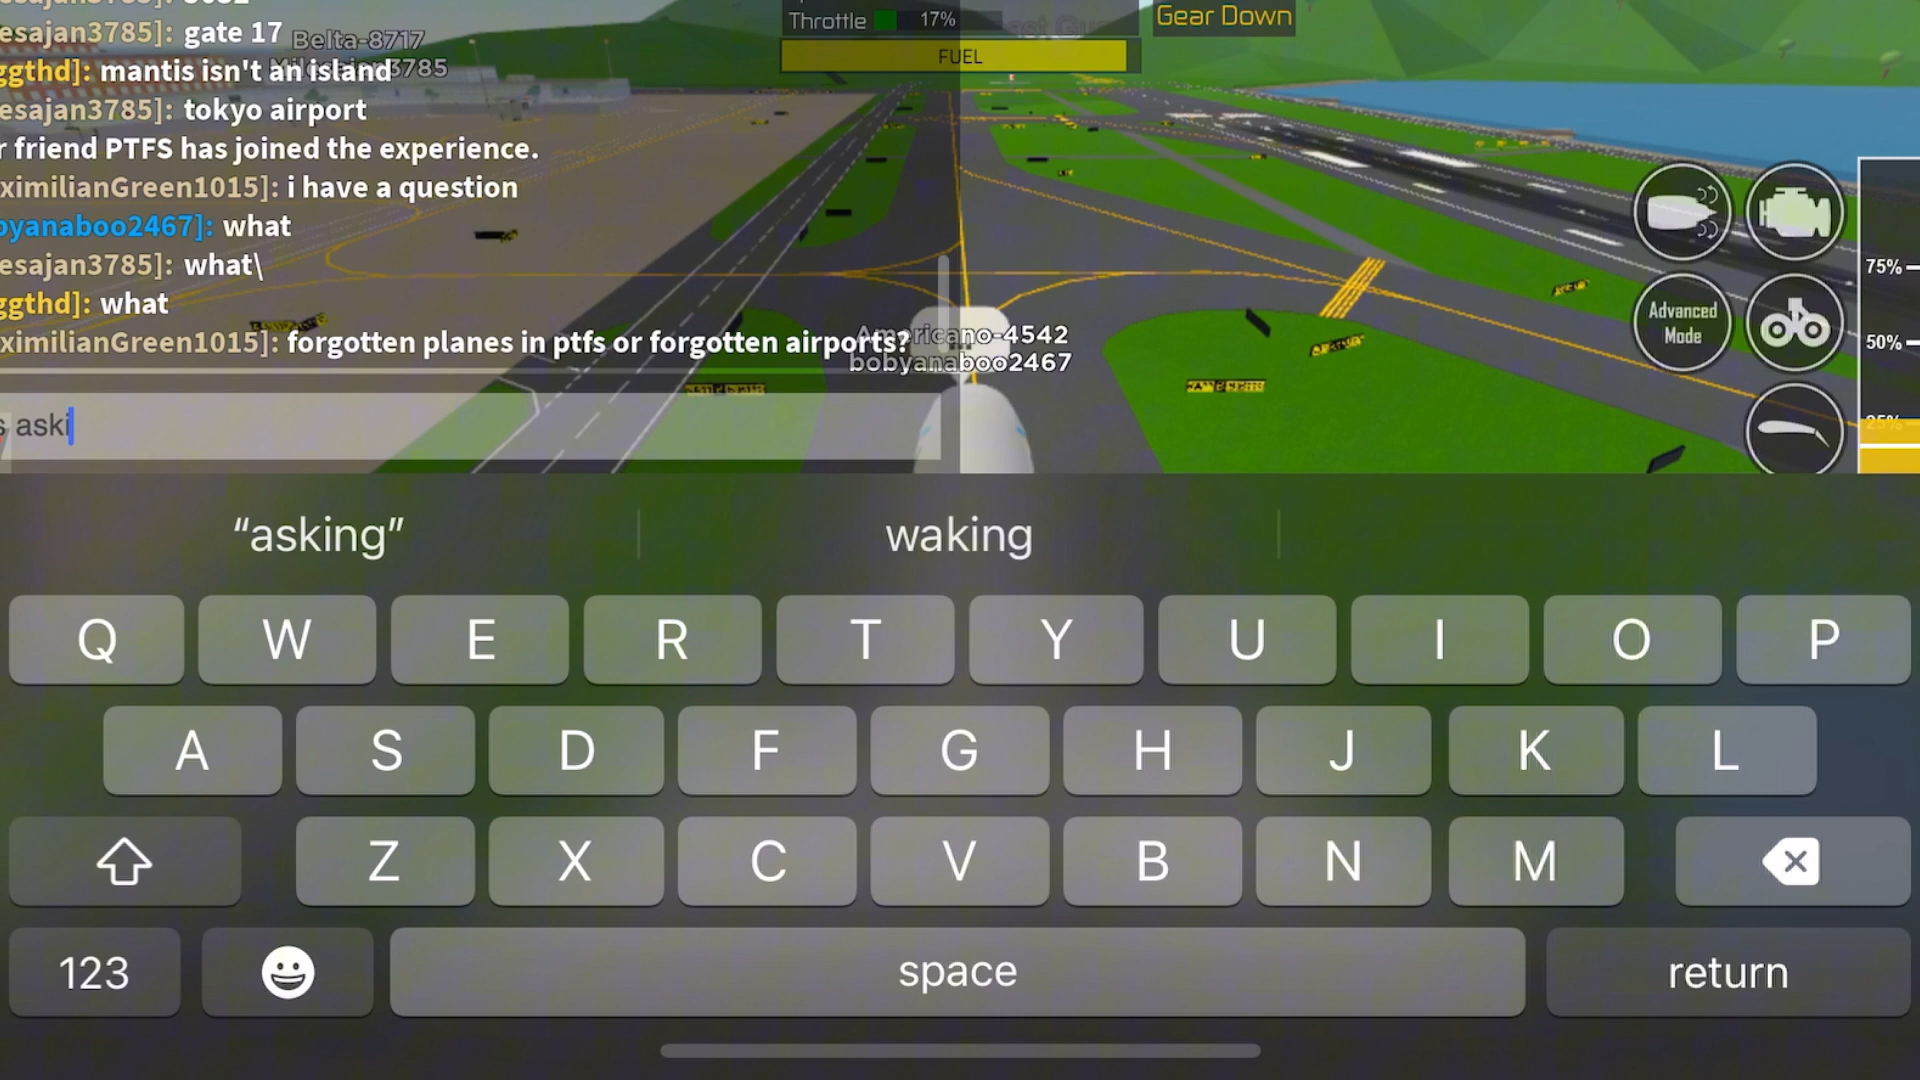 esajan3785]: gate 17
Belta-8717
ggthd]: mantis isn't an island
esajan3785]: tokyo airport
r friend PTFS has joined the experience.
ximilianGreen1015]: i have a question
byanaboo2467]: what
esajan3785]: what\
ggthd]: what
ximilianGreen1015]: forgotten planes in ptfs or forgotten airports?
Americano-4542
bobyanaboo2467
Throttle 17%
FUEL
Gear Down
Advanced
Mode
75%
50%
25%
s aski
“asking” waking
Q W E R T Y U I O P
A S D F G H J K L
Z X C V B N M
123 space return